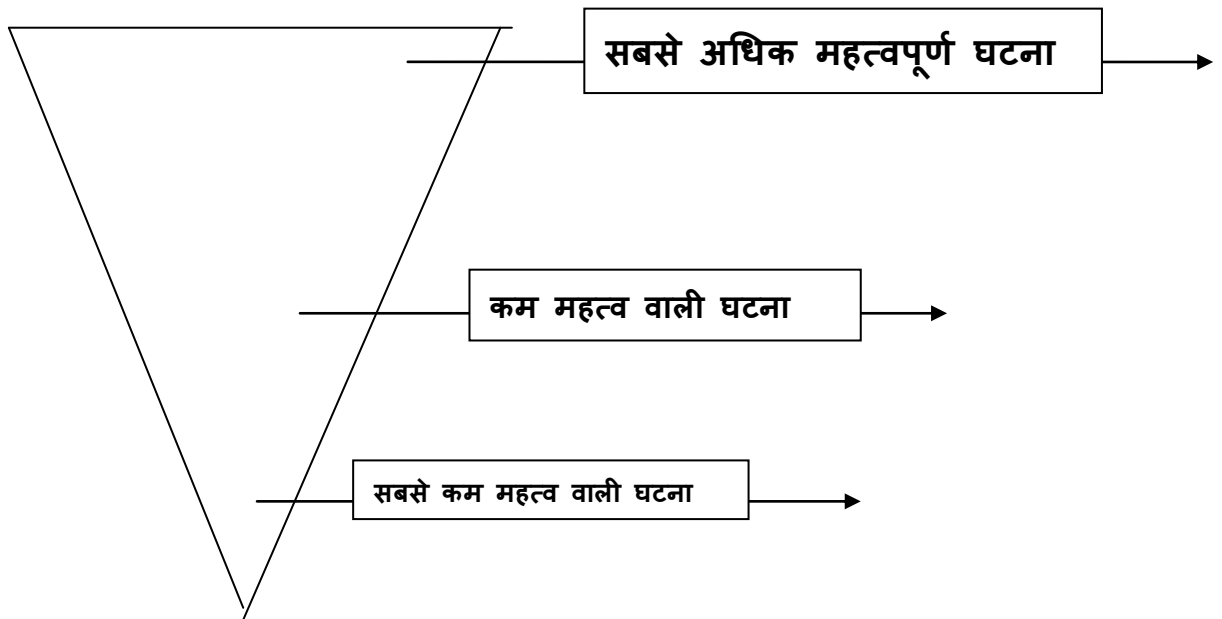 सबसे अधिक महत्वपूर्ण घटना
कम महत्व वाली घटना
सबसे कम महत्व वाली घटना